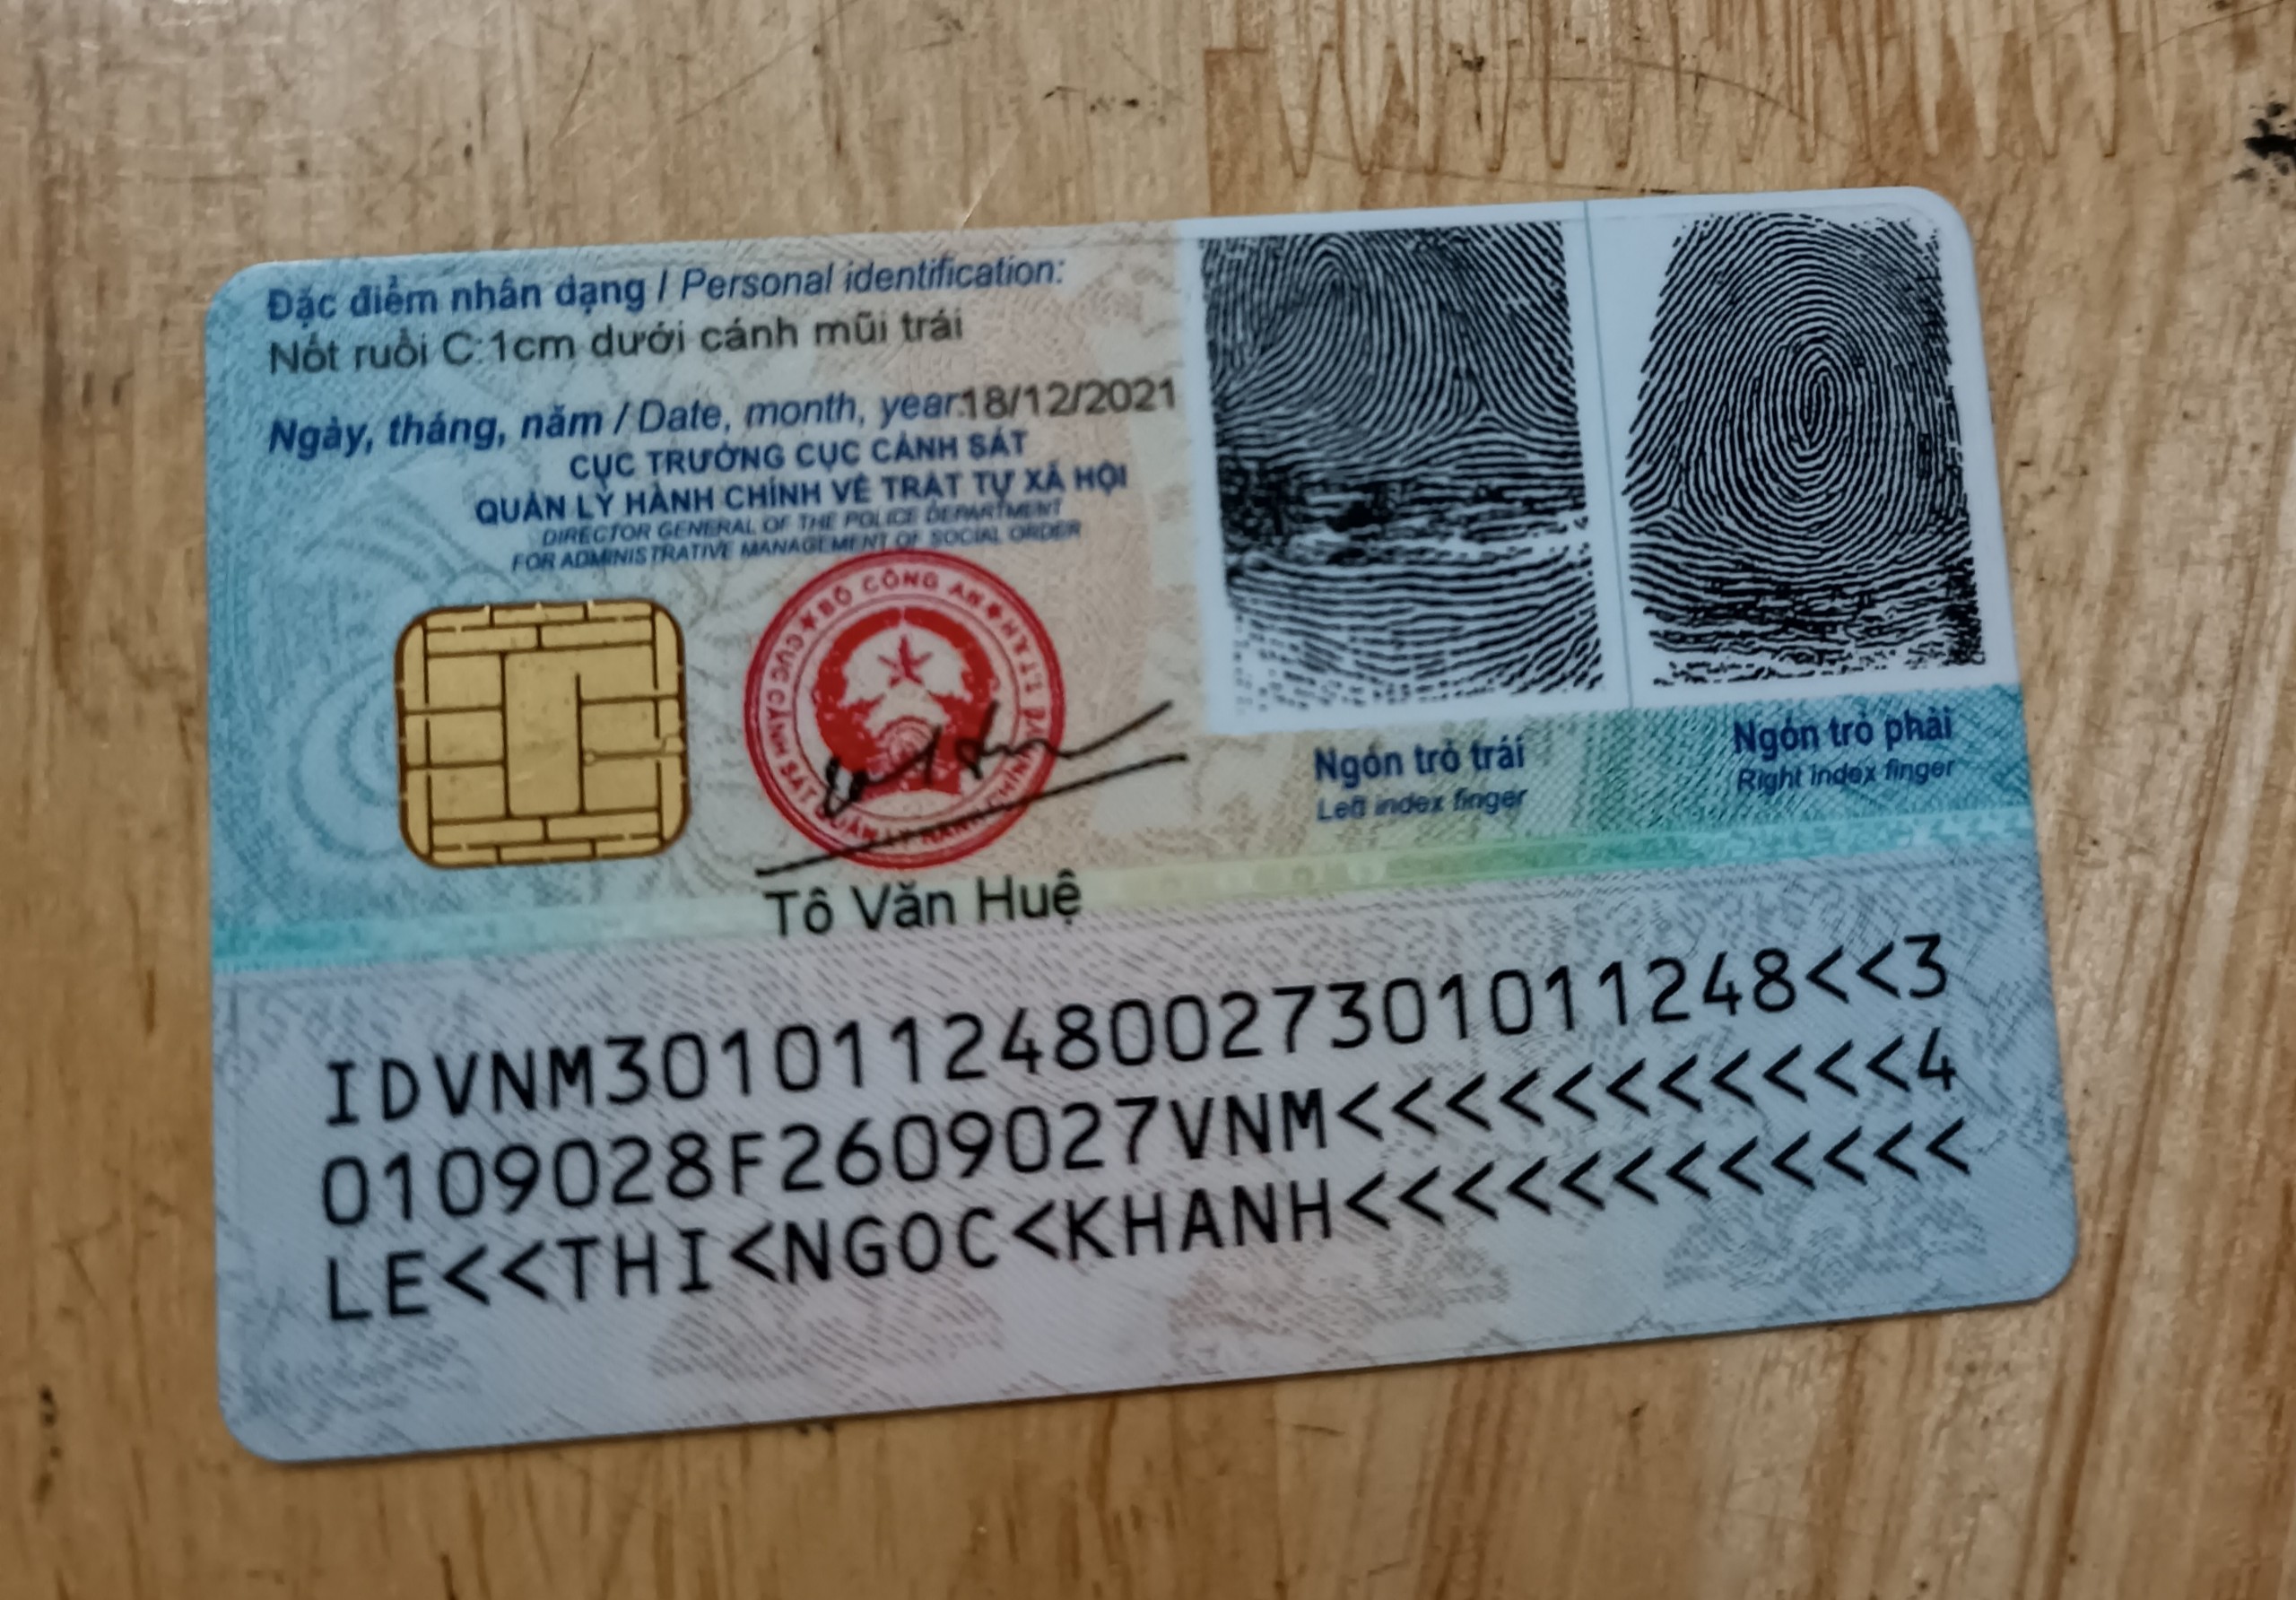 Đặc điểm nhân dạng / Personal identification:
Nốt ruồi C:1cm dưới cánh mũi trái
Ngày, tháng, năm / Date, month, year:18/12/2021
CỤC TRƯỞNG CỤC CẢNH SÁT
QUẢN LÝ HÀNH CHÍNH VỀ TRẬT TỰ XÃ HỘI
DIRECTOR GENERAL OF THE POLICE DEPARTMENT
FOR ADMINISTRATIVE MANAGEMENT OF SOCIAL ORDER
BỘ CÔNG AN
CỤC CẢNH SÁT QUẢN LÝ HÀNH CHÍNH
Tô Văn Huệ
Ngón trỏ trái
Left index finger
Ngón trỏ phải
Right index finger
IDVNM3010112480027301011248<<3
0109028F2609027VNM<<<<<<<<<<<4
LE<<THI<NGOC<KHANH<<<<<<<<<<<<